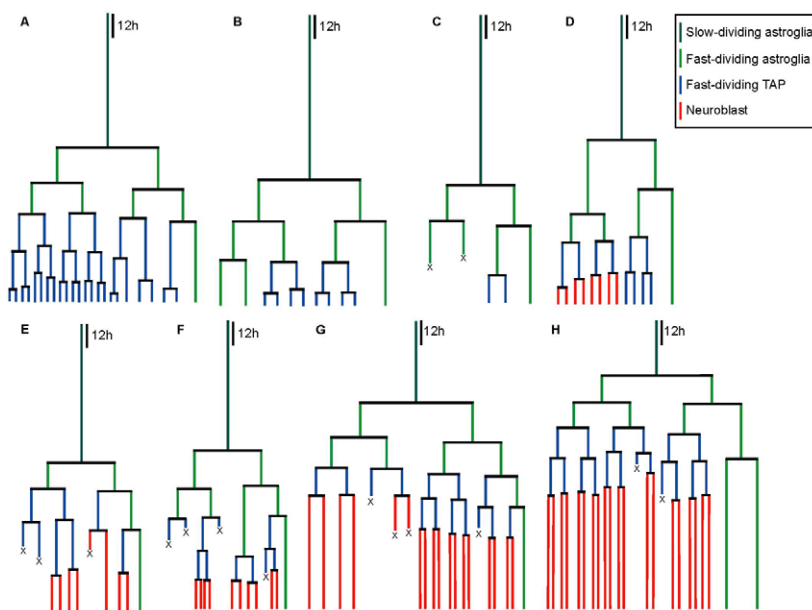 A
12h
B
12h
C
12h
D
12h
Slow-dividing astroglia
Fast-dividing astroglia
Fast-dividing TAP
Neuroblast
X
X
E
12h
F
12h
G
12h
H
12h
X
X
X
X
X
X
X
X
X
X
X
X
X